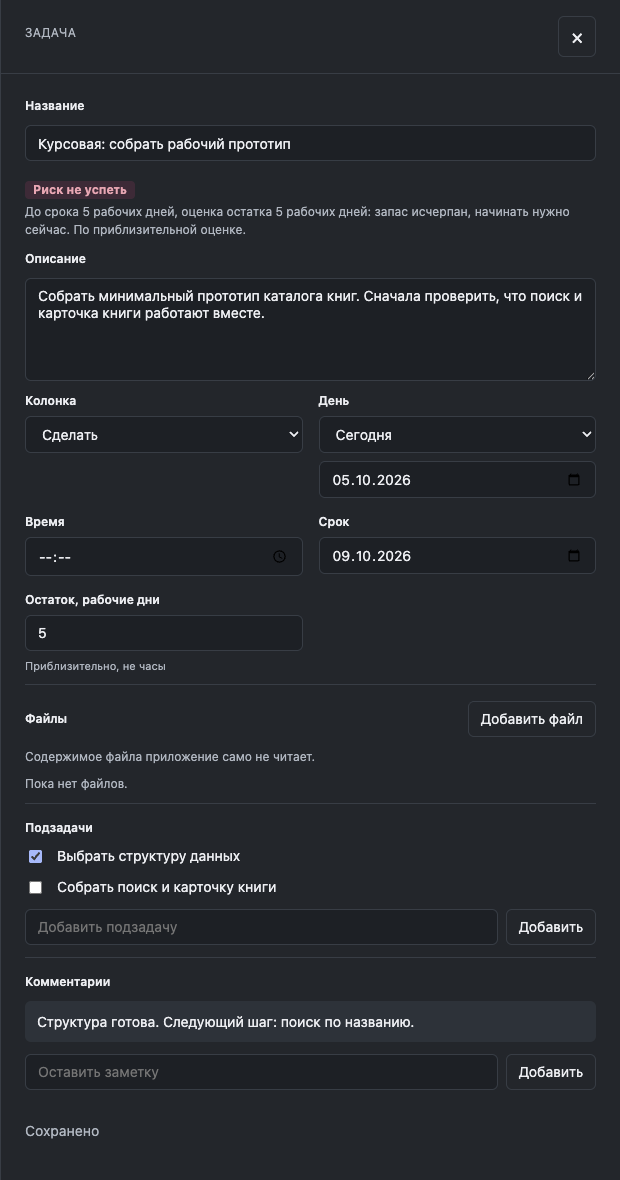 ЗАДАЧА
×
Название
Курсовая: собрать рабочий прототип
Риск не успеть
До срока 5 рабочих дней, оценка остатка 5 рабочих дней: запас исчерпан, начинать нужно
сейчас. По приблизительной оценке.
Описание
Собрать минимальный прототип каталога книг. Сначала проверить, что поиск и
карточка книги работают вместе.
Колонка
День
Сделать
Сегодня
05.10.2026
Время
Срок
--:--
09.10.2026
Остаток, рабочие дни
5
Приблизительно, не часы
Файлы
Добавить файл
Содержимое файла приложение само не читает.
Пока нет файлов.
Подзадачи
Выбрать структуру данных
Собрать поиск и карточку книги
Добавить подзадачу
Добавить
Комментарии
Структура готова. Следующий шаг: поиск по названию.
Оставить заметку
Добавить
Сохранено